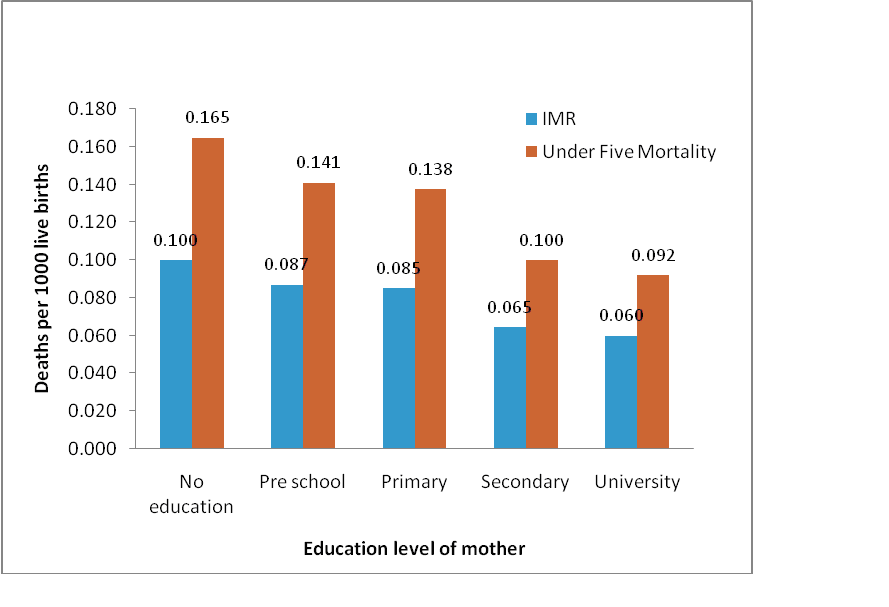 0.180
0.160
0.140
0.120
0.100
0.080
0.060
0.040
0.020
0.000
Deaths per 1000 live births
0.165
0.141
0.138
0.100
0.092
0.100
0.087
0.085
0.065
0.060
IMR
Under Five Mortality
No
education
Pre school
Primary
Secondary
University
Education level of mother